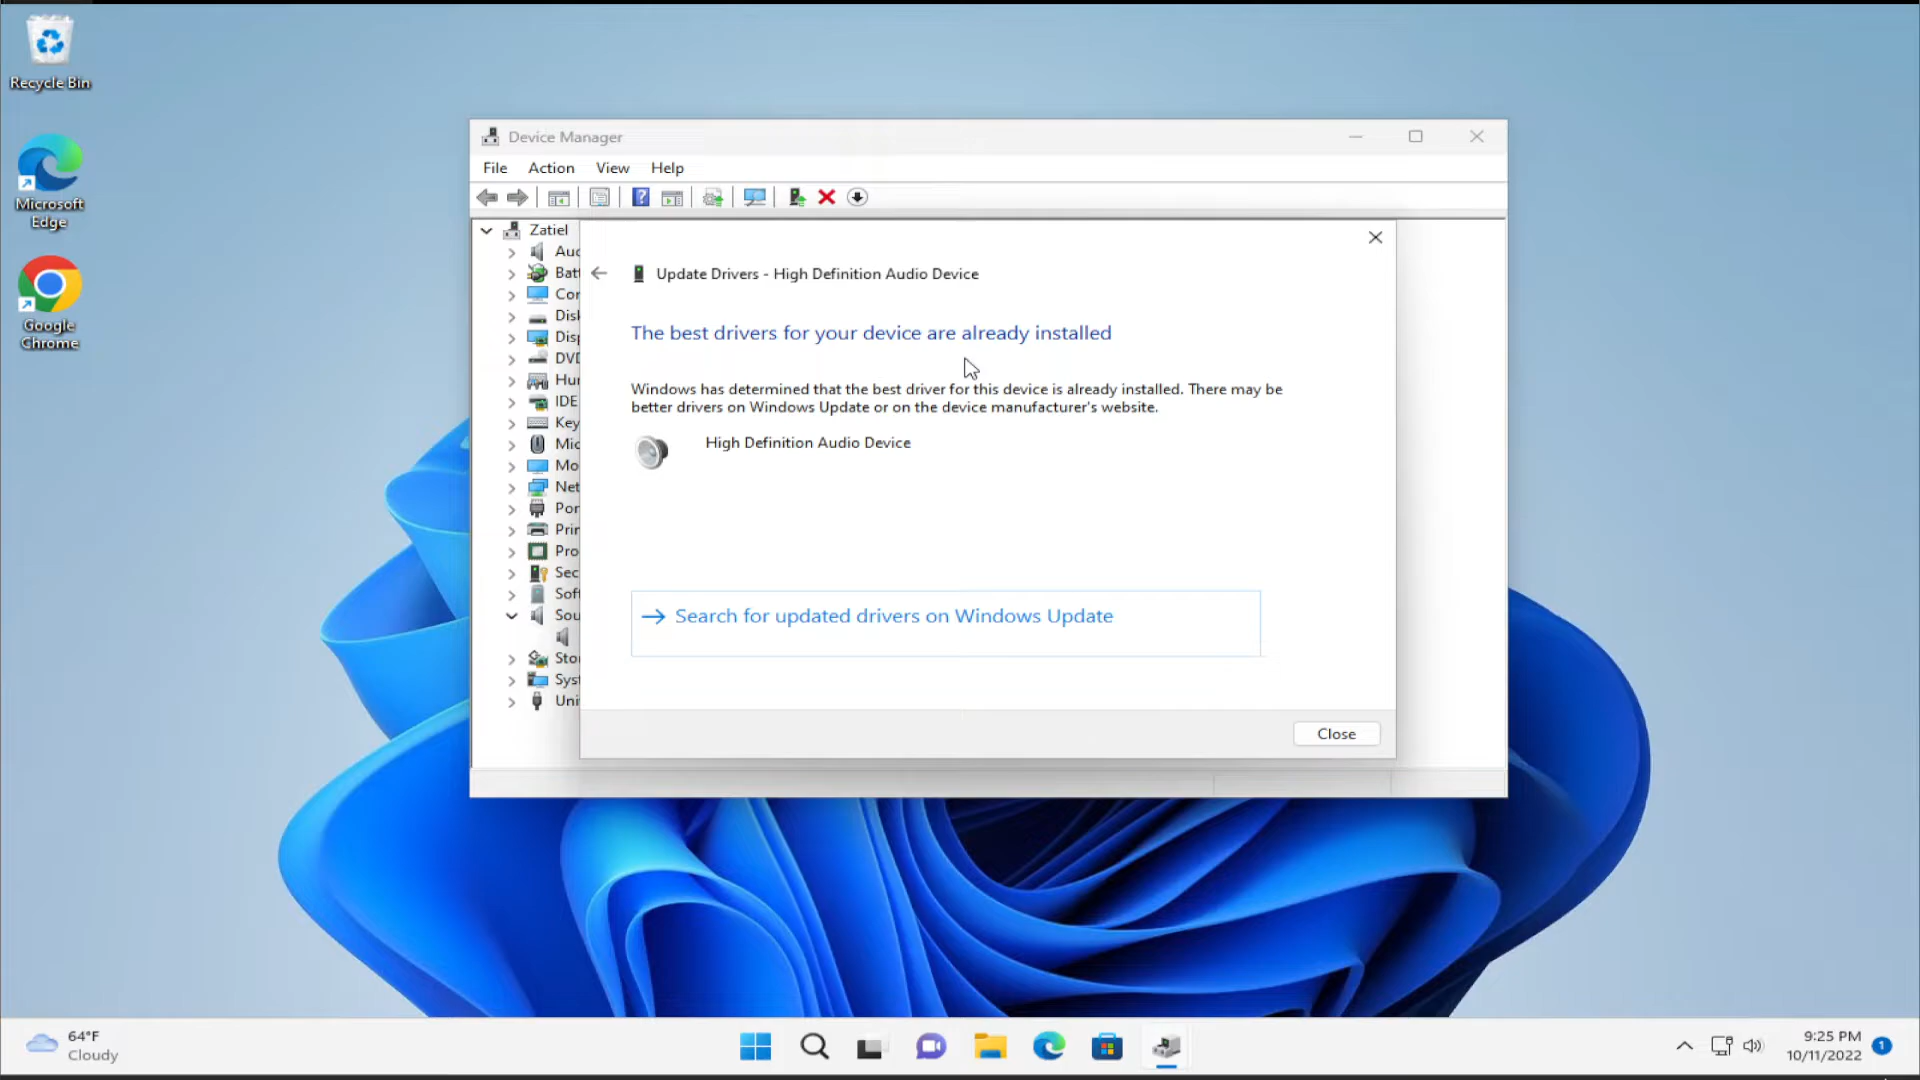 Recycle Bin
Microsoft
Edge
Google
Chrome
Device Manager
File Action View Help
Zatiel
Update Drivers - High Definition Audio Device
The best drivers for your device are already installed
Windows has determined that the best driver for this device is already installed. There may be
better drivers on Windows Update or on the device manufacturer's website.
High Definition Audio Device
Search for updated drivers on Windows Update
Close
64°F
Cloudy
9:25 PM
10/11/2022
1